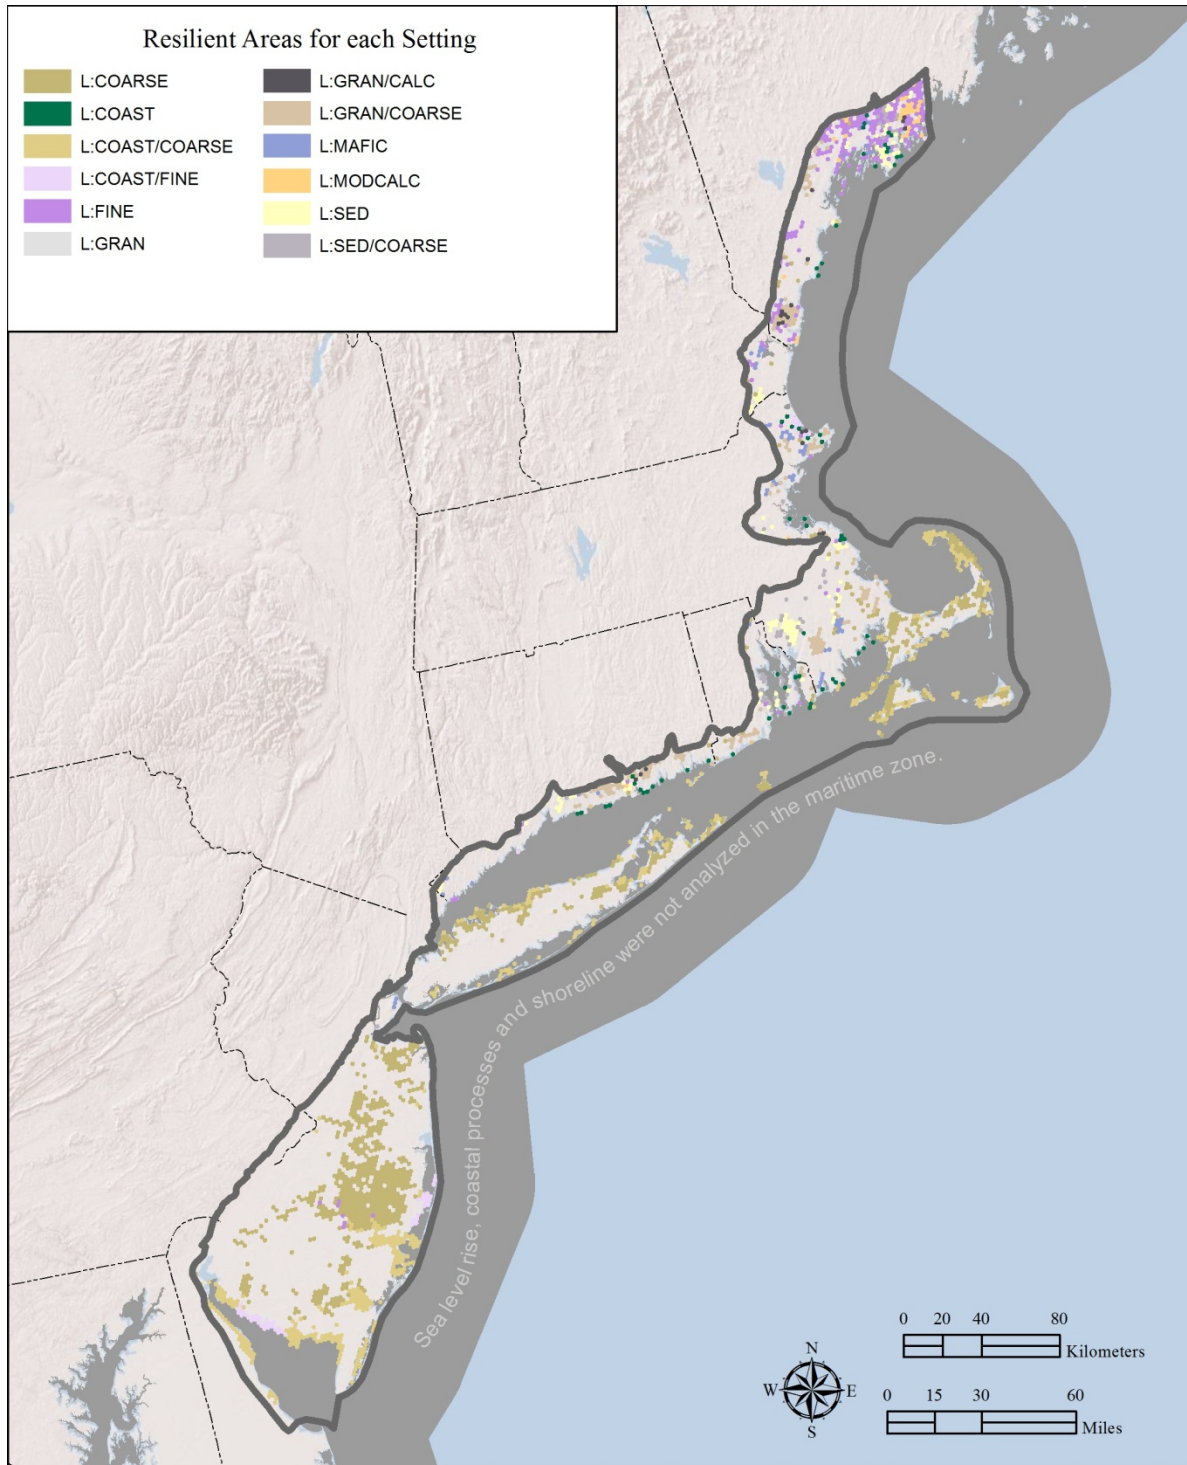 Resilient Areas for each Setting
L:COARSE
L:COAST
L:COAST/COARSE
L:COAST/FINE
L:FINE
L:GRAN
L:GRAN/CALC
L:GRAN/COARSE
L:MAFIC
L:MODCALC
L:SED
L:SED/COARSE
Sea level rise, coastal processes and shoreline were not analyzed in the maritime zone.
N
W E
S
0 20 40 80
Kilometers
0 15 30 60
Miles